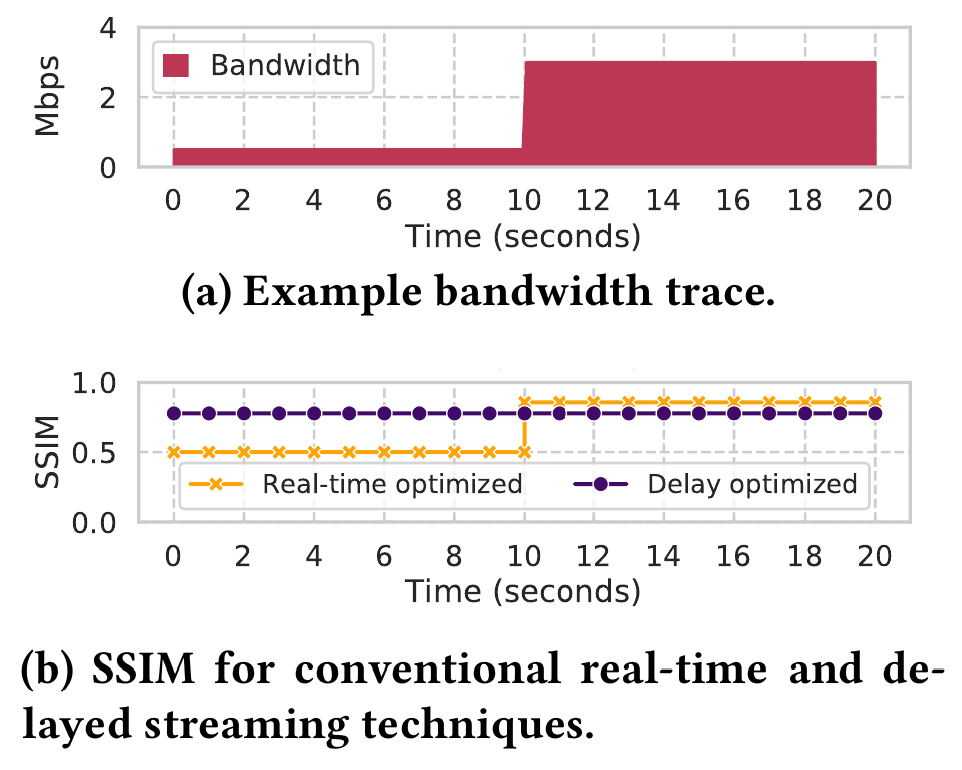 4
2
0
Mbps
Bandwidth
0 2 4 6 8 10 12 14 16 18 20
Time (seconds)
(a) Example bandwidth trace.
1.0
0.5
0.0
SSIM
Real-time optimized Delay optimized
0 2 4 6 8 10 12 14 16 18 20
Time (seconds)
(b) SSIM for conventional real-time and de-
layed streaming techniques.